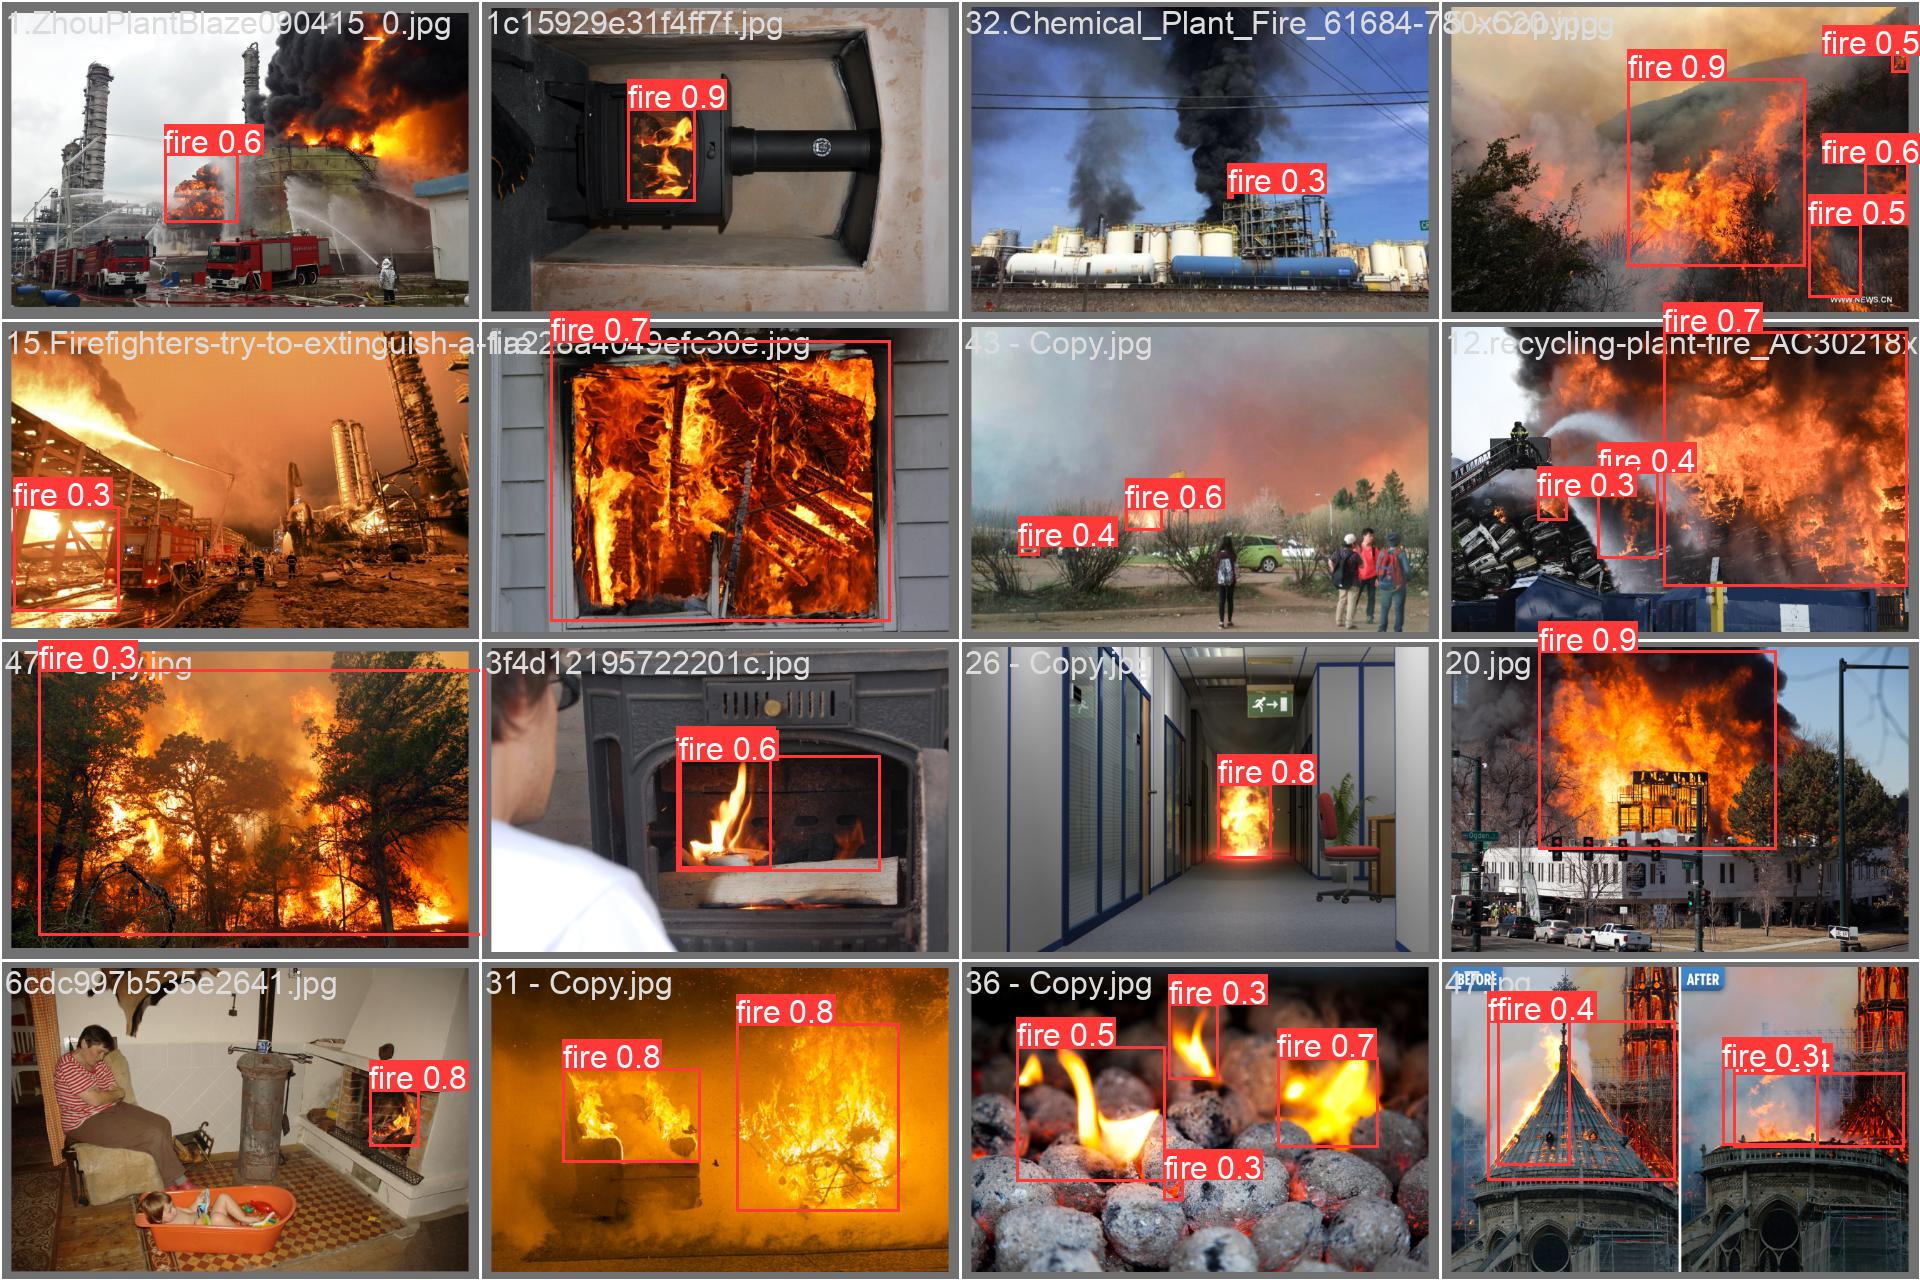 1.ZhouPlantBlaze090415_0.jpg
fire 0.6
1c15929e31f4ff7f.jpg
fire 0.9
32.Chemical_Plant_Fire_61684-780x620.jpg
fire 0.3
fire 0.9
fire 0.5
fire 0.6
fire 0.5
WWW.NEWS.CN
15.Firefighters-try-to-extinguish-a-fir
fire 0.3
fire 0.7
a228a4049efc30e.jpg
43 - Copy.jpg
fire 0.4
fire 0.6
12.recycling-plant-fire_AC30218x
fire 0.7
fire 0.4
fire 0.3
47
fire 0.3
3f4d12195722201c.jpg
fire 0.6
26 - Copy.jpg
fire 0.8
20.jpg
fire 0.9
Ogden
6cdc997b535e2641.jpg
fire 0.8
31 - Copy.jpg
fire 0.8
fire 0.8
36 - Copy.jpg
fire 0.3
fire 0.5
fire 0.7
fire 0.3
47.jpg
BEFORE
AFTER
fire 0.4
fire 0.3